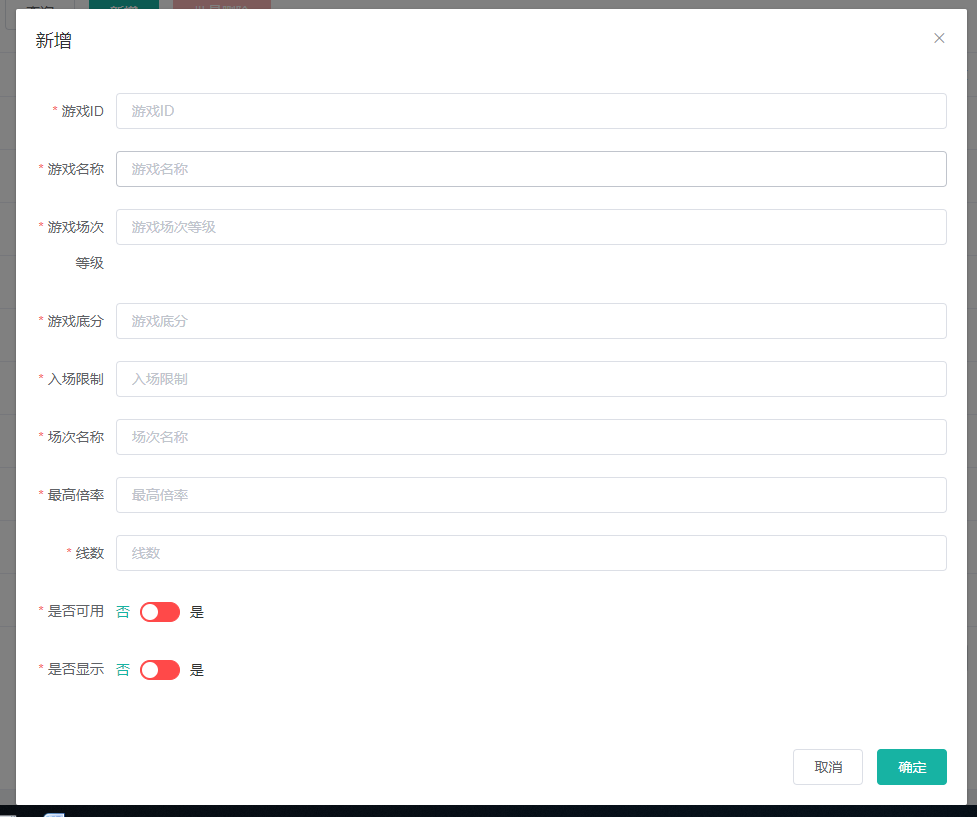 新增
* 游戏ID 游戏ID
* 游戏名称 游戏名称
* 游戏场次 游戏场次等级
等级
* 游戏底分 游戏底分
* 入场限制 入场限制
* 场次名称 场次名称
* 最高倍率 最高倍率
* 线数 线数
* 是否可用 否 是
* 是否显示 否 是
取消 确定